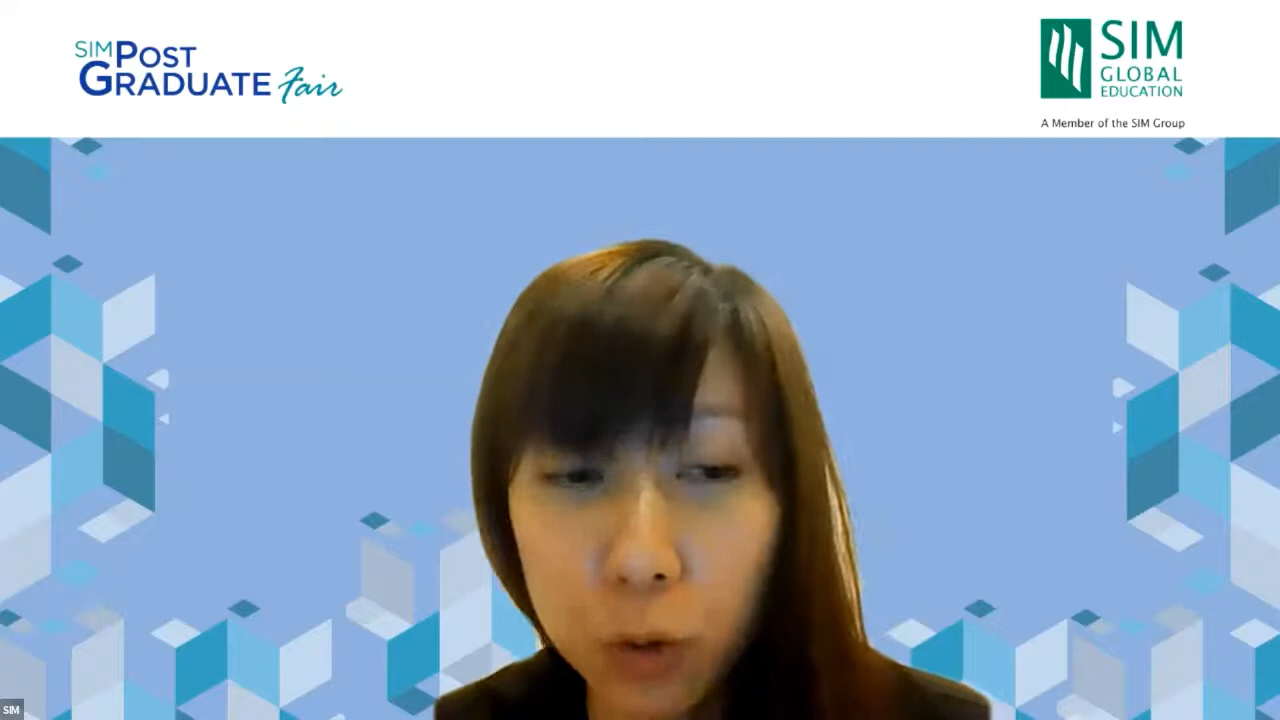 SIM POST
GRADUATE Fair
SIM
GLOBAL
EDUCATION
A Member of the SIM Group
SIM